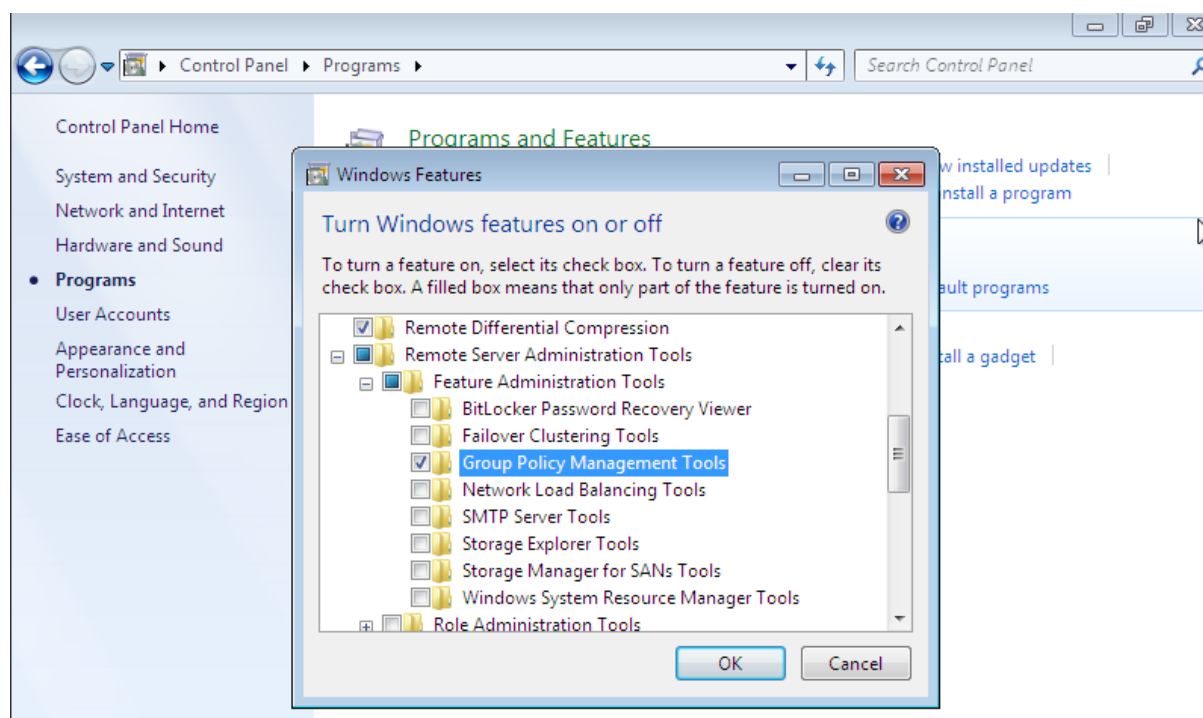 Control Panel ▸ Programs ▸
Search Control Panel
Control Panel Home
System and Security
Network and Internet
Hardware and Sound
Programs
User Accounts
Appearance and
Personalization
Clock, Language, and Region
Ease of Access
Programs and Features
installed updates
install a program
programs
a gadget
Windows Features
Turn Windows features on or off
To turn a feature on, select its check box. To turn a feature off, clear its
check box. A filled box means that only part of the feature is turned on.
Remote Differential Compression
Remote Server Administration Tools
Feature Administration Tools
BitLocker Password Recovery Viewer
Failover Clustering Tools
Group Policy Management Tools
Network Load Balancing Tools
SMTP Server Tools
Storage Explorer Tools
Storage Manager for SANs Tools
Windows System Resource Manager Tools
Role Administration Tools
OK
Cancel